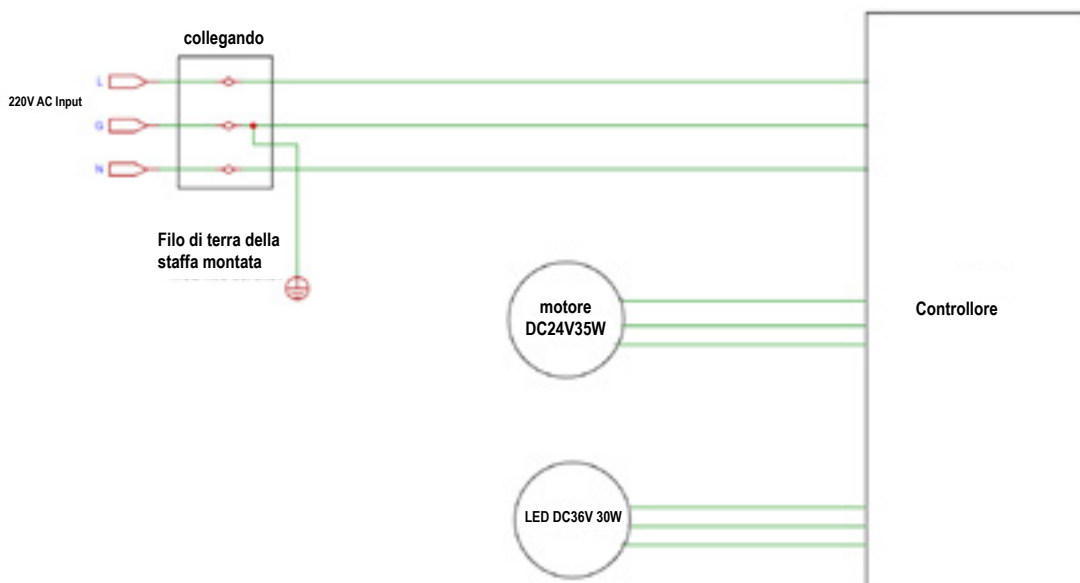 collegando
L
220V AC Input
G
N
Filo di terra della
staffa montata
motore
DC24V35W
Controllore
LED DC36V 30W